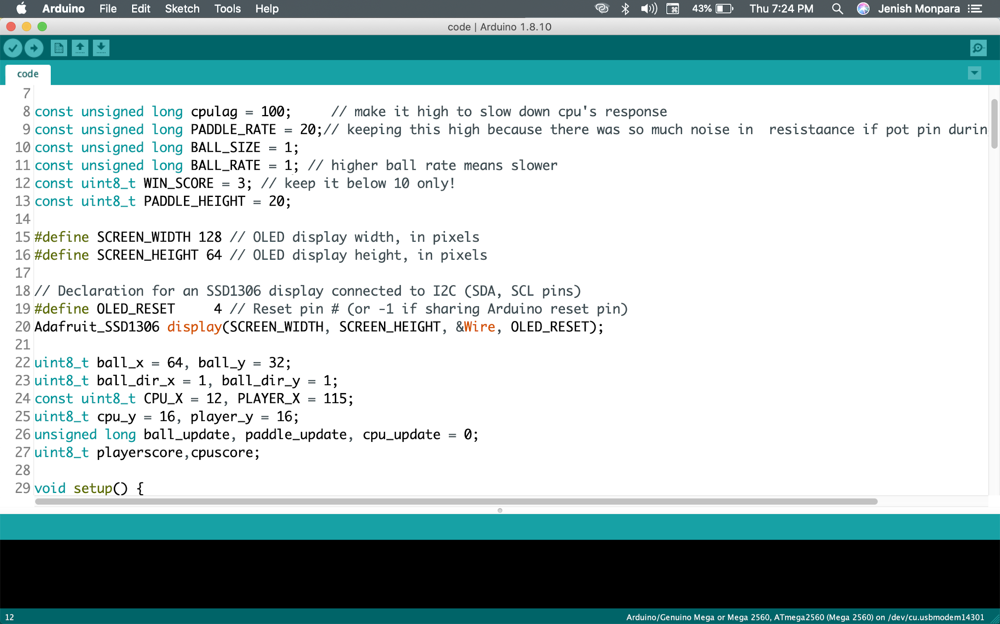 Arduino File Edit Sketch Tools Help 43% Thu 7:24 PM Jenish Monpara
code | Arduino 1.8.10
code
7
8 const unsigned long cpulag = 100;     // make it high to slow down cpu's response
9 const unsigned long PADDLE_RATE = 20;// keeping this high because there was so much noise in  resistaance if pot pin durin
10 const unsigned long BALL_SIZE = 1;
11 const unsigned long BALL_RATE = 1; // higher ball rate means slower
12 const uint8_t WIN_SCORE = 3; // keep it below 10 only!
13 const uint8_t PADDLE_HEIGHT = 20;
14
15 #define SCREEN_WIDTH 128 // OLED display width, in pixels
16 #define SCREEN_HEIGHT 64 // OLED display height, in pixels
17
18 // Declaration for an SSD1306 display connected to I2C (SDA, SCL pins)
19 #define OLED_RESET     4 // Reset pin # (or -1 if sharing Arduino reset pin)
20 Adafruit_SSD1306 display(SCREEN_WIDTH, SCREEN_HEIGHT, &Wire, OLED_RESET);
21
22 uint8_t ball_x = 64, ball_y = 32;
23 uint8_t ball_dir_x = 1, ball_dir_y = 1;
24 const uint8_t CPU_X = 12, PLAYER_X = 115;
25 uint8_t cpu_y = 16, player_y = 16;
26 unsigned long ball_update, paddle_update, cpu_update = 0;
27 uint8_t playerscore,cpuscore;
28
29 void setup() {
12 Arduino/Genuino Mega or Mega 2560, ATmega2560 (Mega 2560) on /dev/cu.usbmodem14301